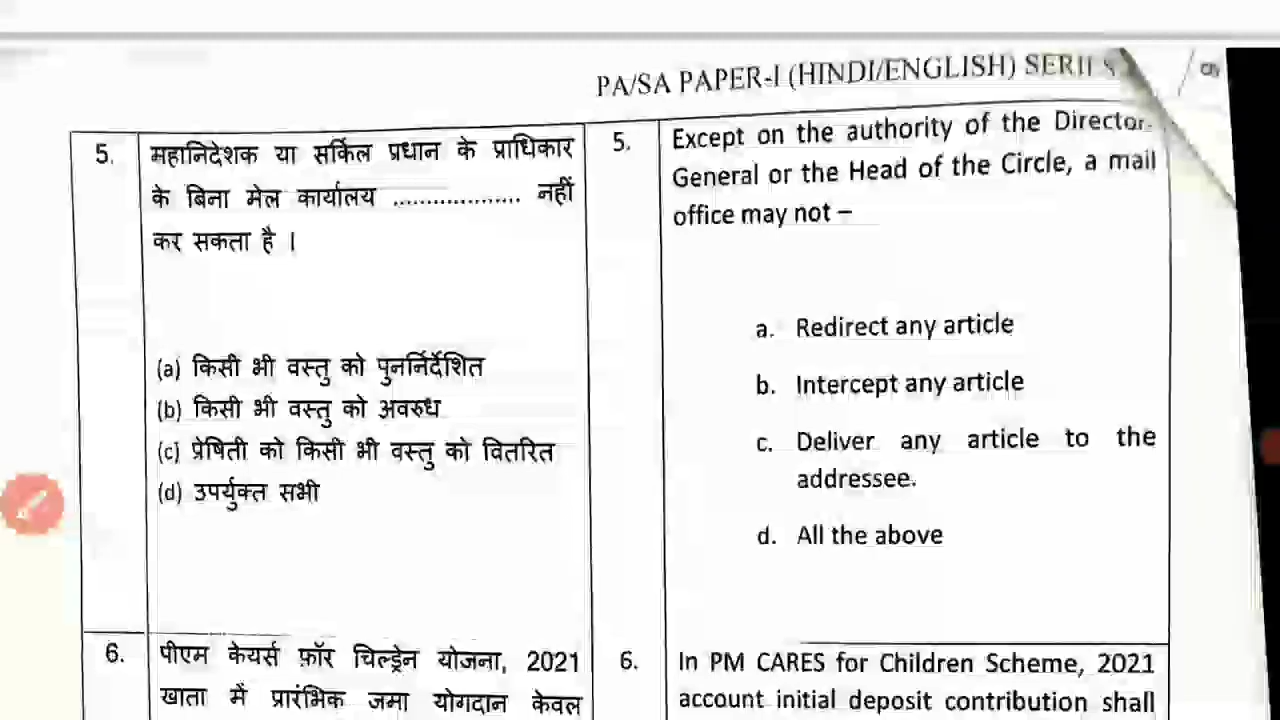 PA/SA PAPER-I (HINDI/ENGLISH) SERIES
5.
महानिदेशक या सर्किल प्रधान के प्राधिकार
के बिना मेल कार्यालय ................... नहीं
कर सकता है ।
(a) किसी भी वस्तु को पुनर्निर्देशित
(b) किसी भी वस्तु को अवरुध
(c) प्रेषिती को किसी भी वस्तु को वितरित
(d) उपर्युक्त सभी
5.
Except on the authority of the Director
General or the Head of the Circle, a mail
office may not –
a. Redirect any article
b. Intercept any article
c. Deliver any article to the
addressee.
d. All the above
6.
पीएम केयर्स फ़ॉर चिल्ड्रेन योजना, 2021
खाता में प्रारंभिक जमा योगदान केवल
6.
In PM CARES for Children Scheme, 2021
account initial deposit contribution shall